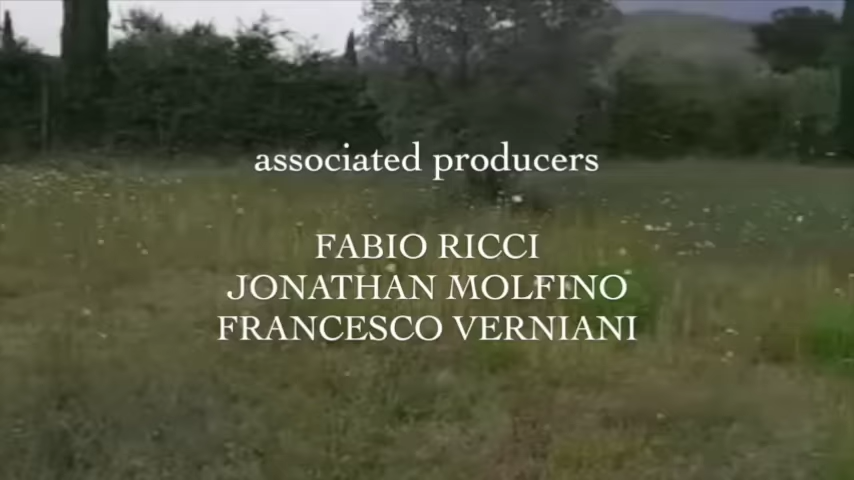 associated producers
FABIO RICCI
JONATHAN MOLFINO
FRANCESCO VERNIANI